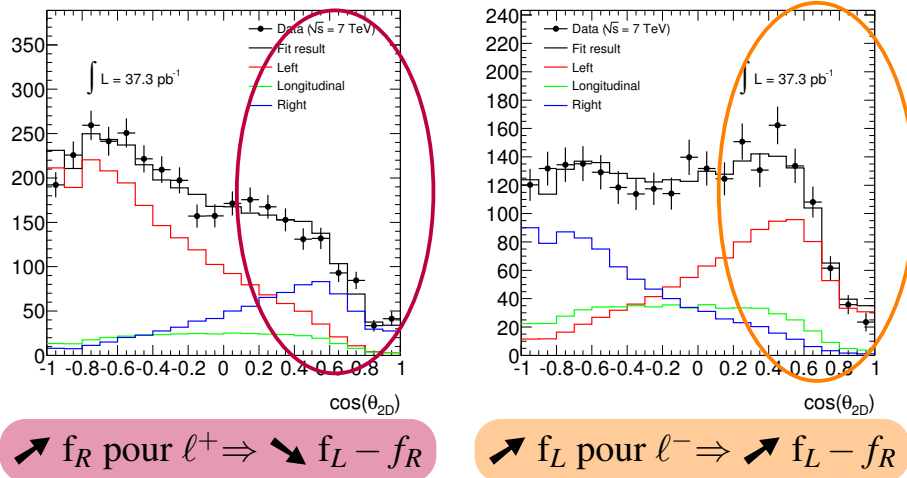 350
300
250
200
150
100
50
0
-1 -0.8 -0.6 -0.4 -0.2 0 0.2 0.4 0.6 0.8 1
cos(θ2D)
Data (√s = 7 TeV)
Fit result
Left
Longitudinal
Right
∫ L = 37.3 pb⁻¹
240
220
200
180
160
140
120
100
80
60
40
20
0
-1 -0.8 -0.6 -0.4 -0.2 0 0.2 0.4 0.6 0.8 1
cos(θ2D)
Data (√s = 7 TeV)
Fit result
Left
Longitudinal
Right
∫ L = 37.3 pb⁻¹
↗ fR pour ℓ⁺ ⇒ ↘ fL − fR
↗ fL pour ℓ⁻ ⇒ ↗ fL − fR